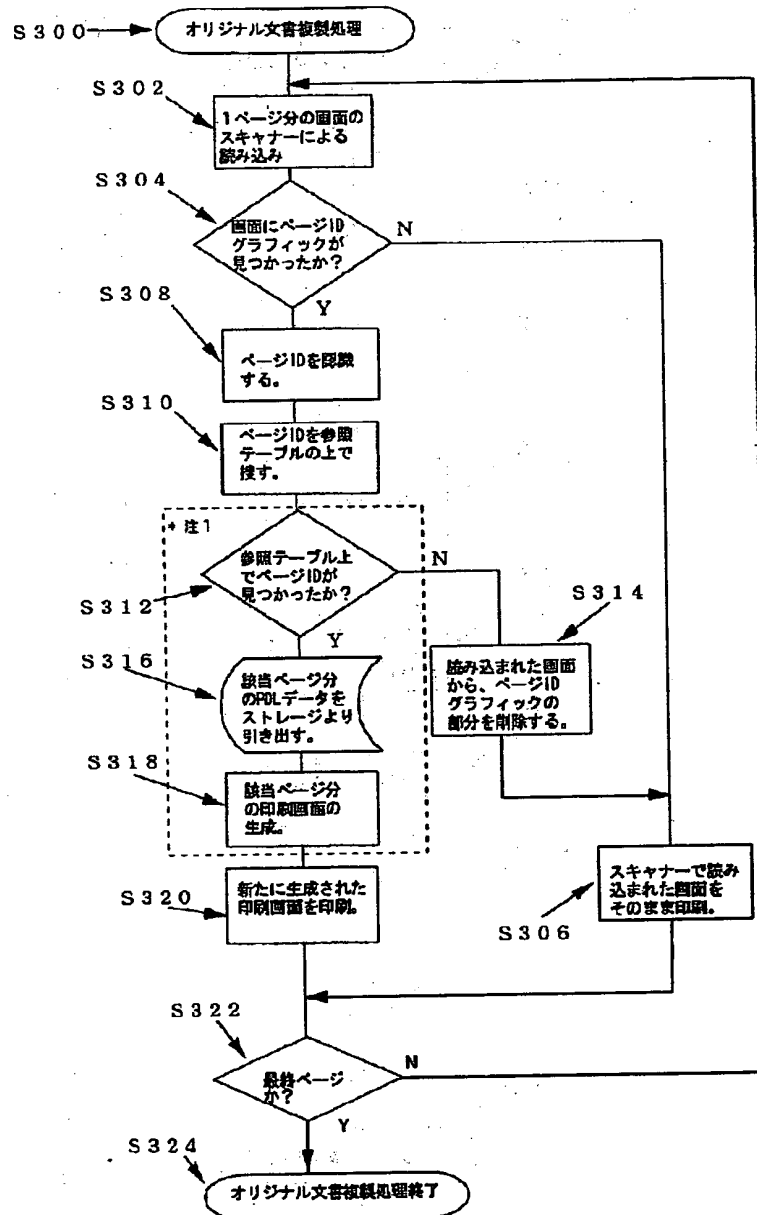 S300
オリジナル文書複製処理
S302
1ページ分の画面の
スキャナーによる
読み込み
S304
画面にページID
グラフィックが
見つかったか?
N
Y
S308
ページIDを認識
する。
S310
ページIDを参照
テーブルの上で
捜す。
* 注1
S312
参照テーブル上
でページIDが
見つかったか?
N
Y
S314
読み込まれた画面
から、ページID
グラフィックの
部分を削除する。
S316
該当ページ分
のPDLデータを
ストレージより
引き出す。
S318
該当ページ分
の印刷画面の
生成。
S320
新たに生成された
印刷画面を印刷。
スキャナーで読み
込まれた画面を
そのまま印刷。
S306
S322
最終ページ
か?
N
Y
S324
オリジナル文書複製処理終了